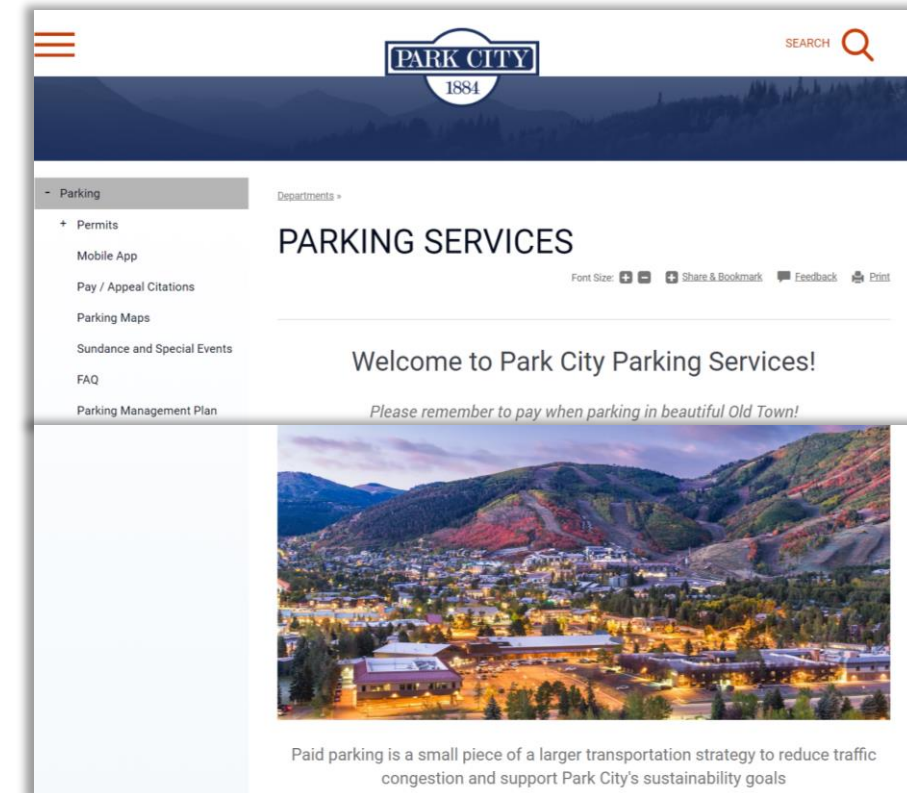 SEARCH
PARK CITY
1884
- Parking
+ Permits
Mobile App
Pay / Appeal Citations
Parking Maps
Sundance and Special Events
FAQ
Parking Management Plan
Departments »
PARKING SERVICES
Font Size: + - + Share & Bookmark Feedback Print
Welcome to Park City Parking Services!
Please remember to pay when parking in beautiful Old Town!
Paid parking is a small piece of a larger transportation strategy to reduce traffic
congestion and support Park City's sustainability goals